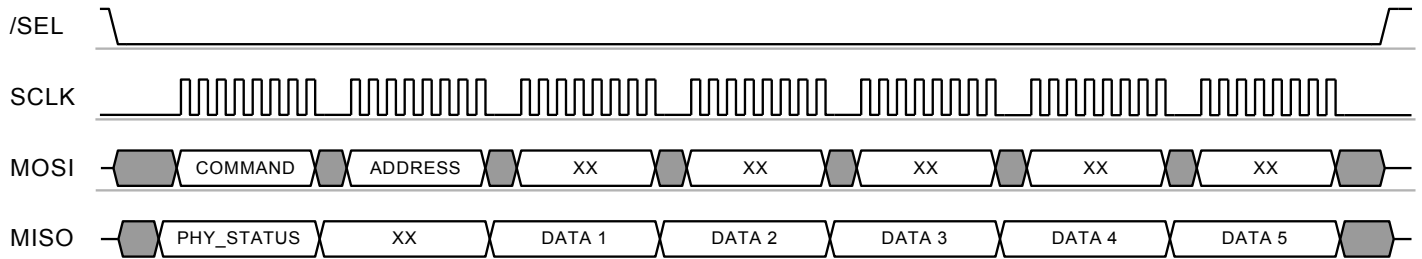 /SEL
SCLK
MOSI COMMAND ADDRESS XX XX XX XX XX
MISO PHY_STATUS XX DATA 1 DATA 2 DATA 3 DATA 4 DATA 5